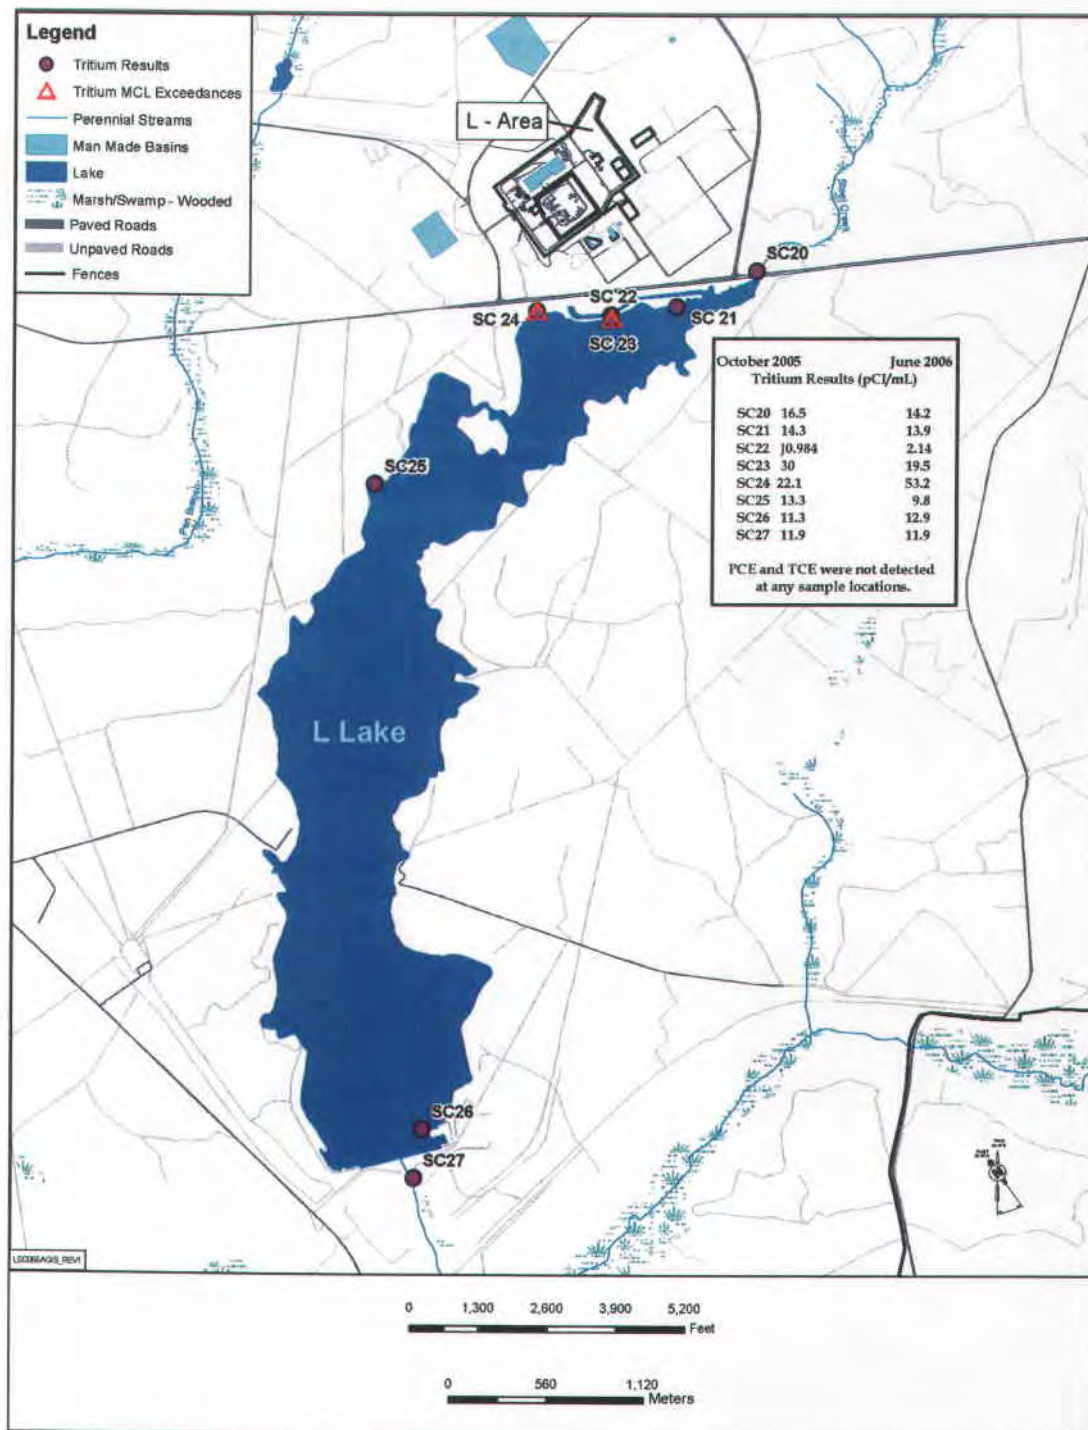 Legend
Tritium Results
Tritium MCL Exceedances
Perennial Streams
Man Made Basins
Lake
Marsh/Swamp - Wooded
Paved Roads
Unpaved Roads
Fences
L - Area
SC20
SC 22
SC 24
SC 21
SC 23
October 2005 June 2006
Tritium Results (pCi/mL)
SC20 16.5 14.2
SC21 14.3 13.9
SC22 J0.984 2.14
SC23 30 19.5
SC24 22.1 53.2
SC25 13.3 9.8
SC26 11.3 12.9
SC27 11.9 11.9
PCE and TCE were not detected
at any sample locations.
SC25
L Lake
SC26
SC27
0 1,300 2,600 3,900 5,200
Feet
0 560 1,120
Meters